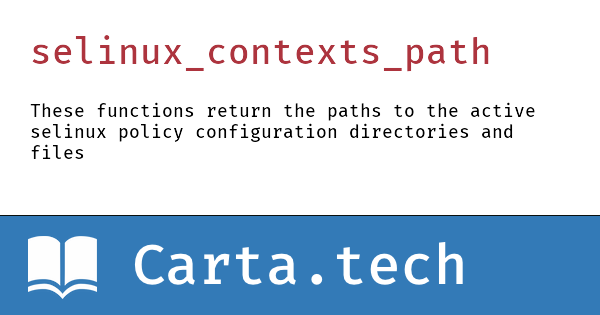 selinux_contexts_path
These functions return the paths to the active
selinux policy configuration directories and
files
Carta.tech